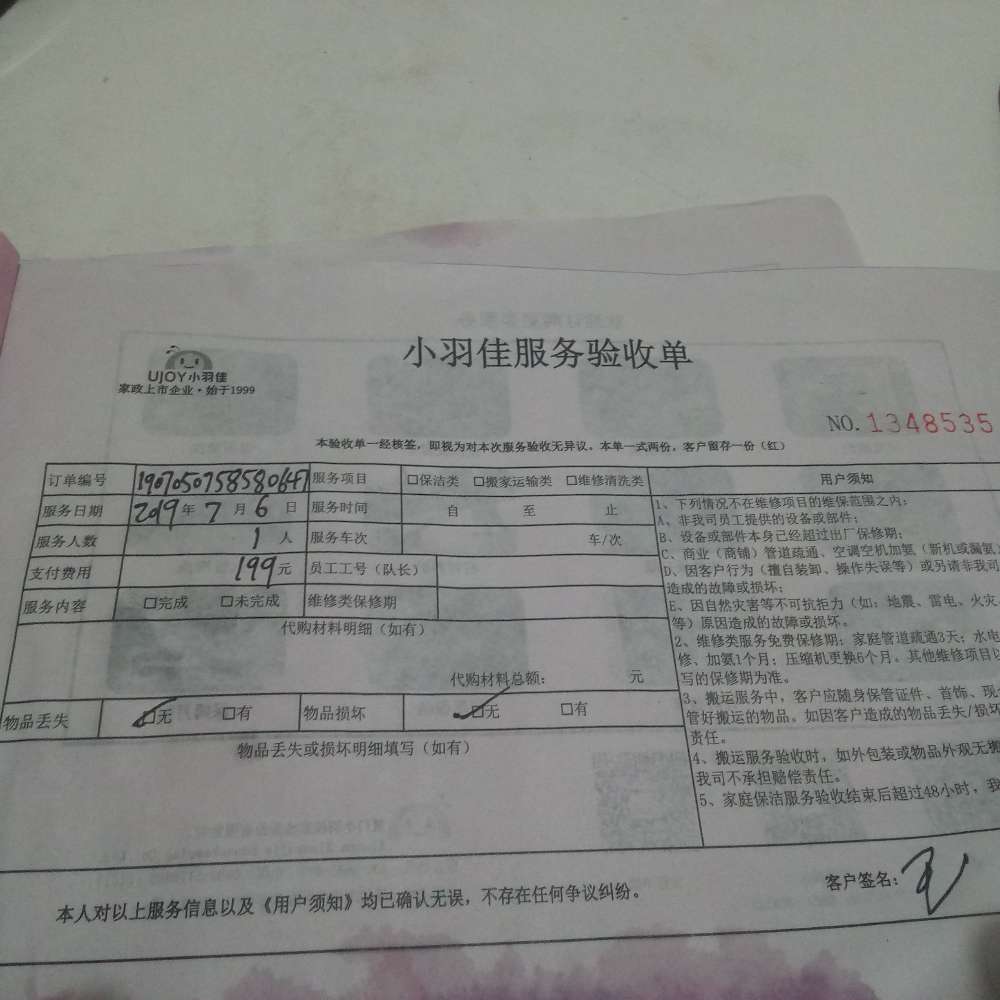 小羽佳服务验收单
UJOY小羽佳
家政上市企业·始于1999
NO. 1348535
本验收单一经核签，即视为对本次服务验收无异议。本单一式两份，客户留存一份（红）
订单编号 服务项目 □保洁类 □搬家运输类 □维修清洗类
服务日期 2019年7月6日 服务时间 自 至 止
服务人数 1人 服务车次 车/次
支付费用 199元 员工工号（队长）
服务内容 □完成 □未完成 维修类保修期
代购材料明细（如有）
代购材料总额： 元
物品丢失 □无 □有 物品损坏 □无 □有
物品丢失或损坏明细填写（如有）
用户须知
1、下列情况不在维修项目的维保范围之内：
A、非我司员工提供的设备或部件；
B、设备或部件本身已经超过出厂保修期；
C、商业（商铺）管道疏通、空调空机加氨（新机或漏氨）
D、因客户行为（擅自装卸、操作失误等）或另请非我司
造成的故障或损坏；
E、因自然灾害等不可抗拒力（如：地震、雷电、火灾、
等）原因造成的故障或损坏。
2、维修类服务免费保修期：家庭管道疏通3天；水电
修、加氨1个月；压缩机更换6个月。其他维修项目以
写的保修期为准。
3、搬运服务中，客户应随身保管证件、首饰、现
管好搬运的物品。如因客户造成的物品丢失/损坏
责任。
4、搬运服务验收时，如外包装或物品外观无
我司不承担赔偿责任。
5、家庭保洁服务验收结束后超过48小时，我
本人对以上服务信息以及《用户须知》均已确认无误，不存在任何争议纠纷。
客户签名：